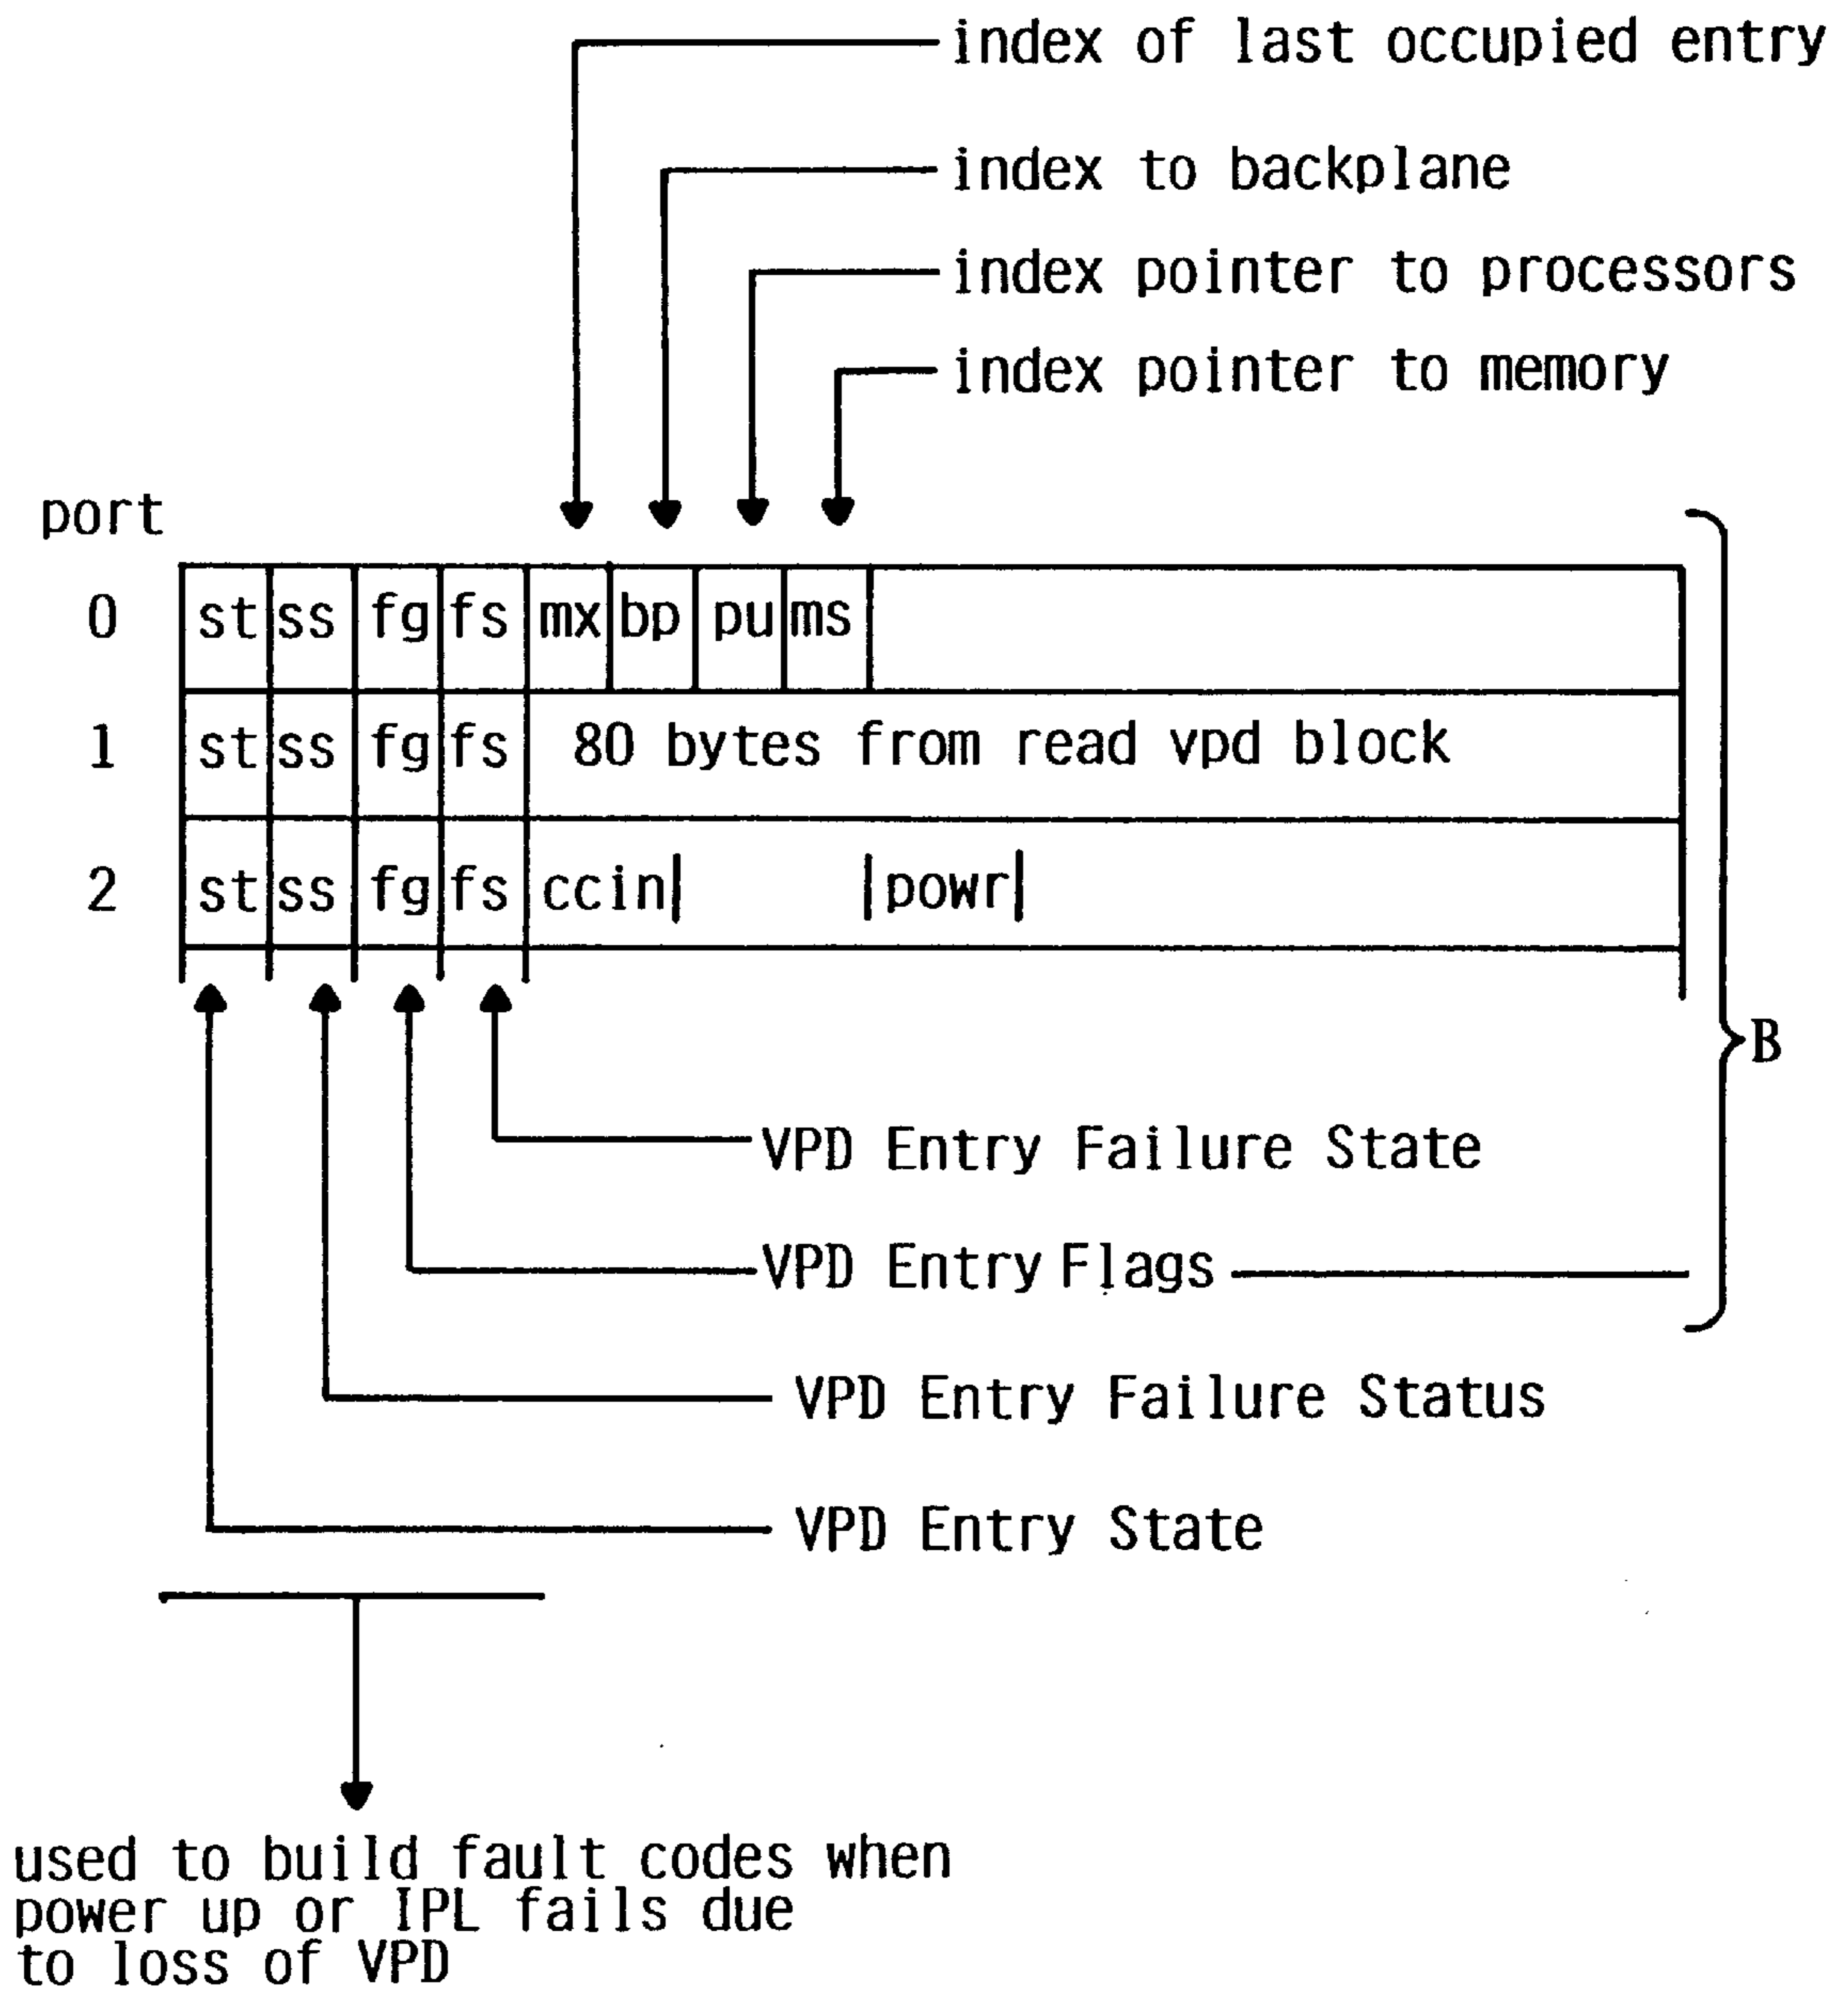 index of last occupied entry
index to backplane
index pointer to processors
index pointer to memory
port
0 st ss fg fs mx bp pu ms
1 st ss fg fs 80 bytes from read vpd block
2 st ss fg fs ccin powr
B
VPD Entry Failure State
VPD Entry Flags
VPD Entry Failure Status
VPD Entry State
used to build fault codes when
power up or IPL fails due
to loss of VPD